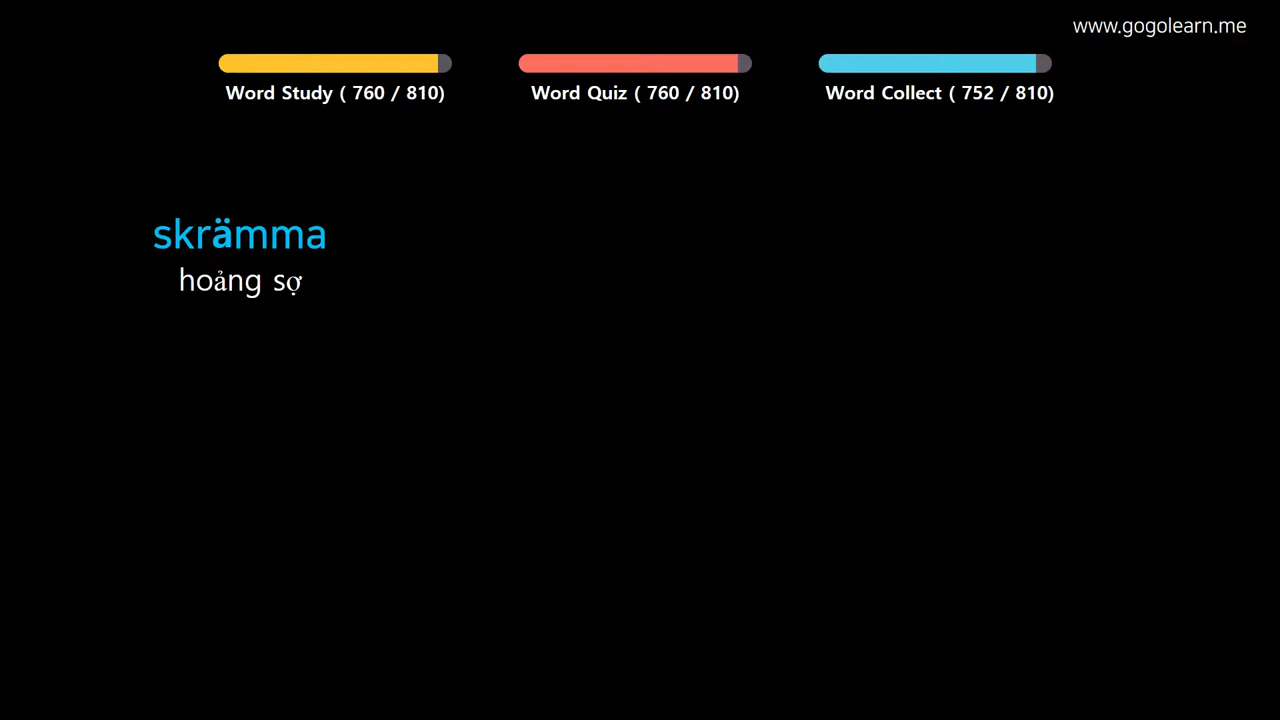 www.gogolearn.me
Word Study ( 760 / 810)
Word Quiz ( 760 / 810)
Word Collect ( 752 / 810)
skrämma
hoảng sợ